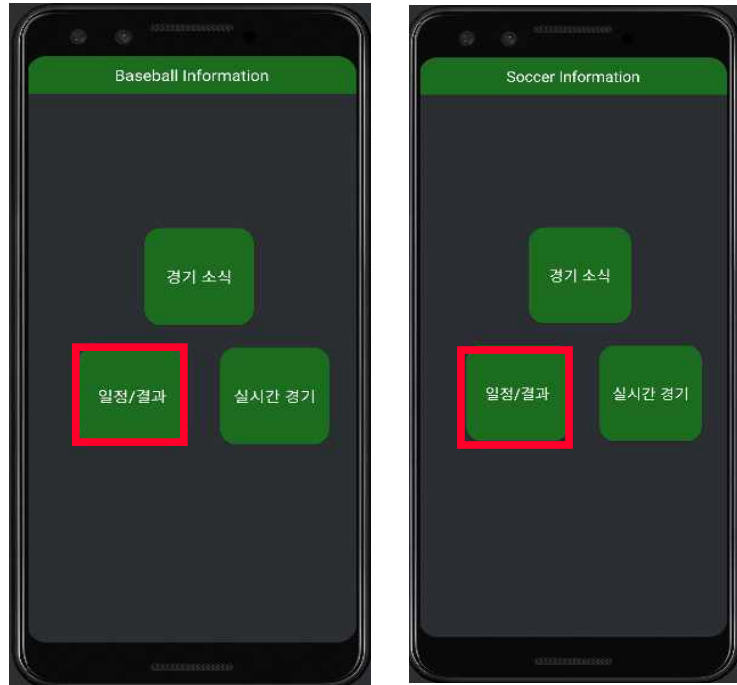 Baseball Information
경기 소식
일정/결과
실시간 경기
Soccer Information
경기 소식
일정/결과
실시간 경기